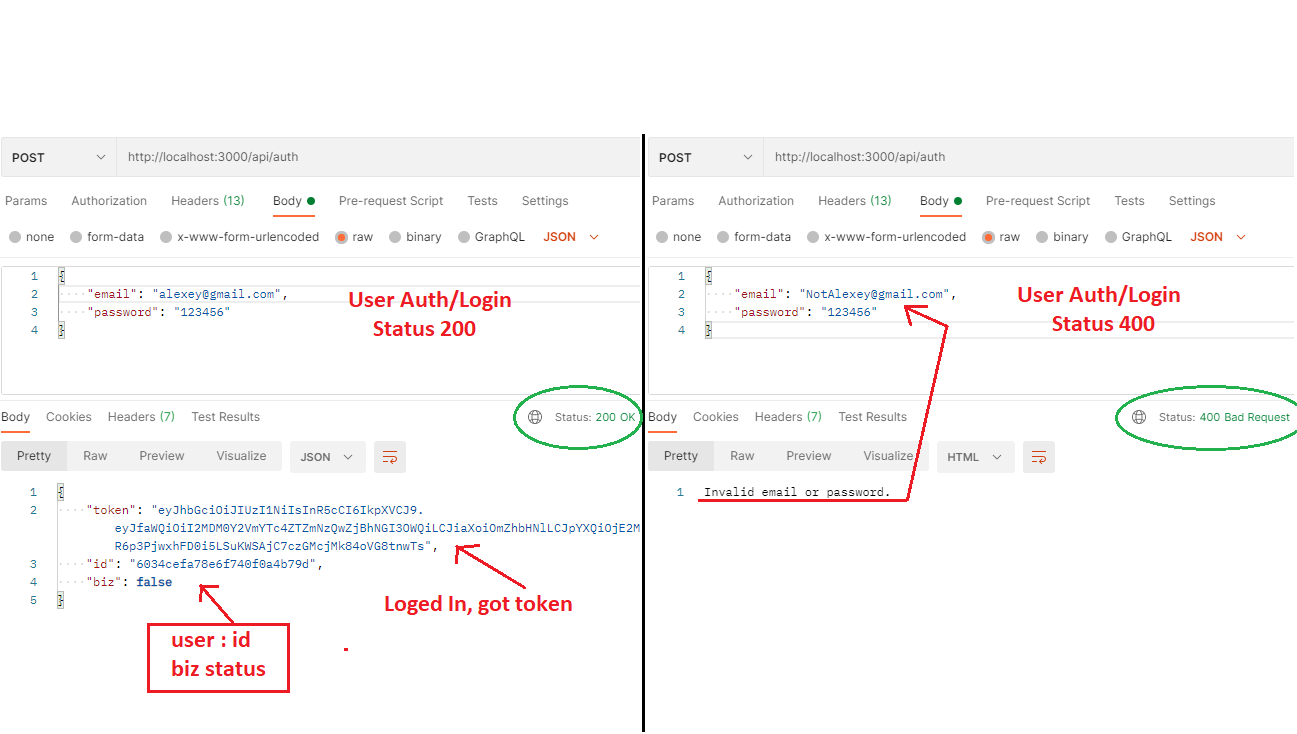 POST http://localhost:3000/api/auth
Params Authorization Headers (13) Body Pre-request Script Tests Settings
none form-data x-www-form-urlencoded raw binary GraphQL JSON
1 {
2 "email": "alexey@gmail.com",
3 "password": "123456"
4 }
User Auth/Login
Status 200
Body Cookies Headers (7) Test Results Status: 200 OK
Pretty Raw Preview Visualize JSON
1 {
2 "token": "eyJhbGciOiJIUzI1NiIsInR5cCI6IkpXVCJ9.
eyJfaWQiOiI2MDM0Y2VmYTc4ZTZmNzQwZjBhNGI3OWQiLCJiaXoiOmZhbHNlLCJpYXQiOjE2M
R6p3PjwxhFD0i5LSuKWSAjC7czGMcjMk84oVG8tnwTs",
3 "id": "6034cefa78e6f740f0a4b79d",
4 "biz": false
5 }
Loged In, got token
user : id
biz status
POST http://localhost:3000/api/auth
Params Authorization Headers (13) Body Pre-request Script Tests Settings
none form-data x-www-form-urlencoded raw binary GraphQL JSON
1 {
2 "email": "NotAlexey@gmail.com",
3 "password": "123456"
4 }
User Auth/Login
Status 400
Body Cookies Headers (7) Test Results Status: 400 Bad Request
Pretty Raw Preview Visualize HTML
1 Invalid email or password.